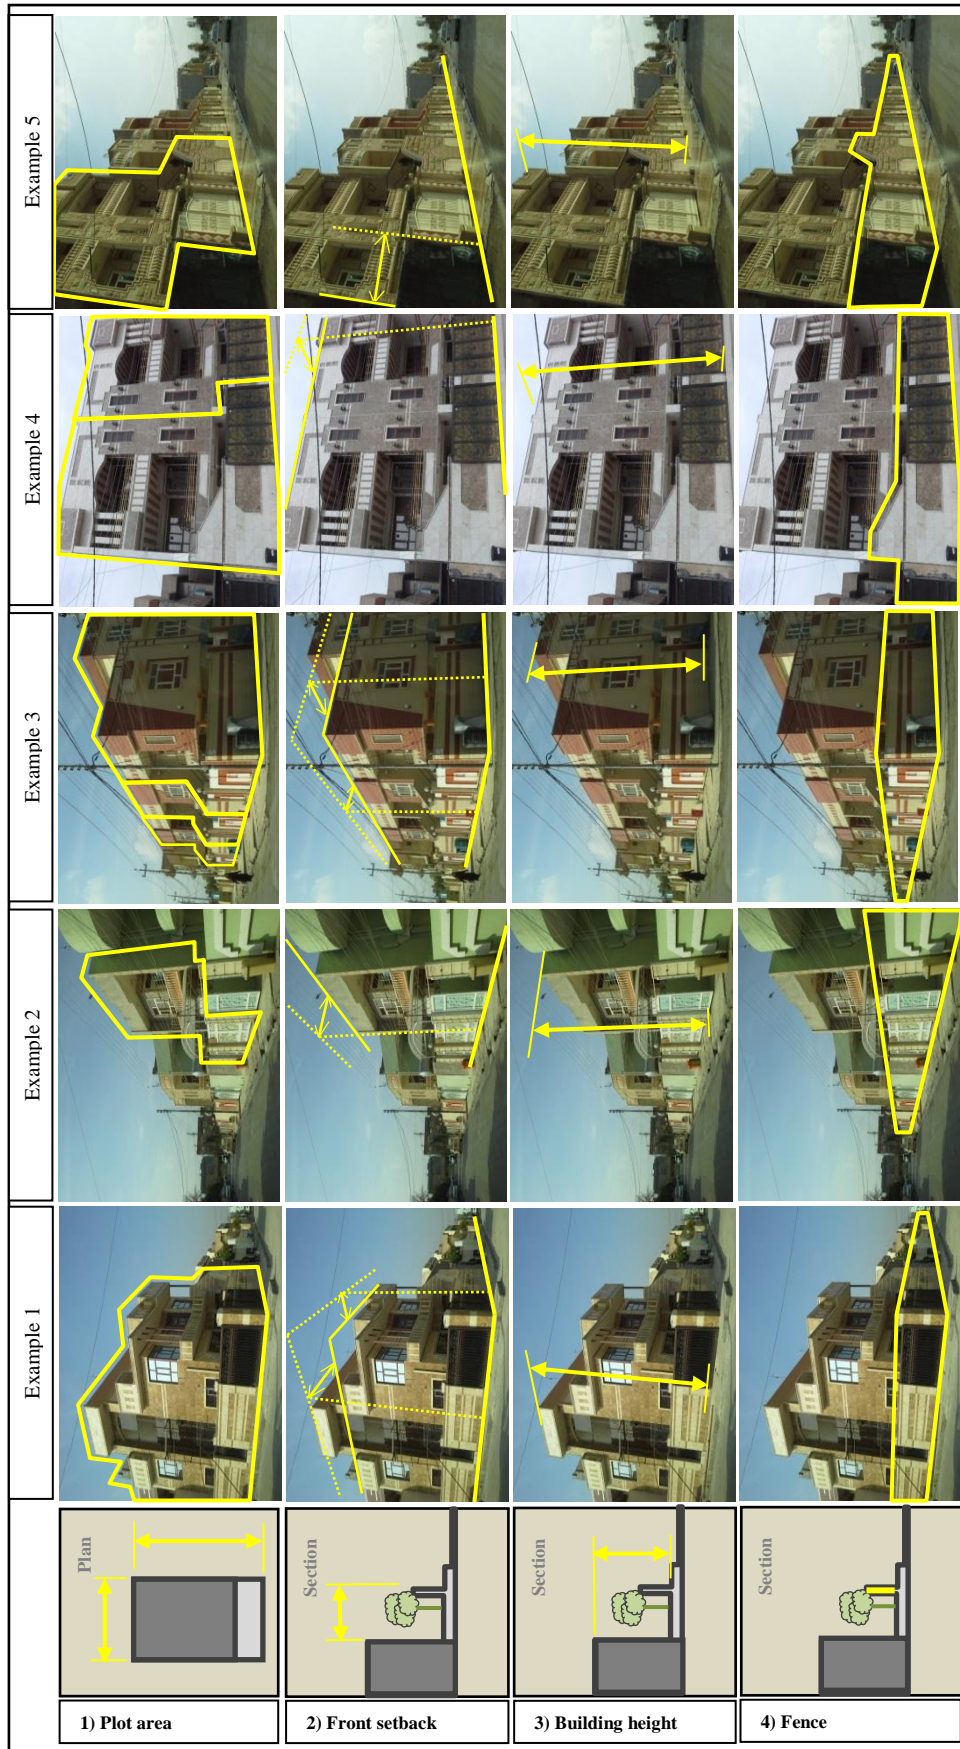 Example 5
Example 4
Example 3
Example 2
Example 1
Plan
Section
Section
Section
1) Plot area
2) Front setback
3) Building height
4) Fence